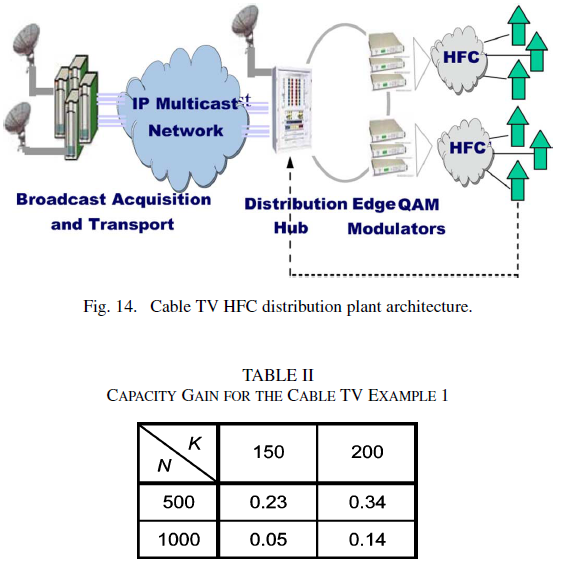 IP Multicast
Network
HFC
HFC
Broadcast Acquisition
and Transport
Distribution
Hub
Edge QAM
Modulators
Fig. 14. Cable TV HFC distribution plant architecture.
TABLE II
CAPACITY GAIN FOR THE CABLE TV EXAMPLE 1
K
N
150
200
500
0.23
0.34
1000
0.05
0.14